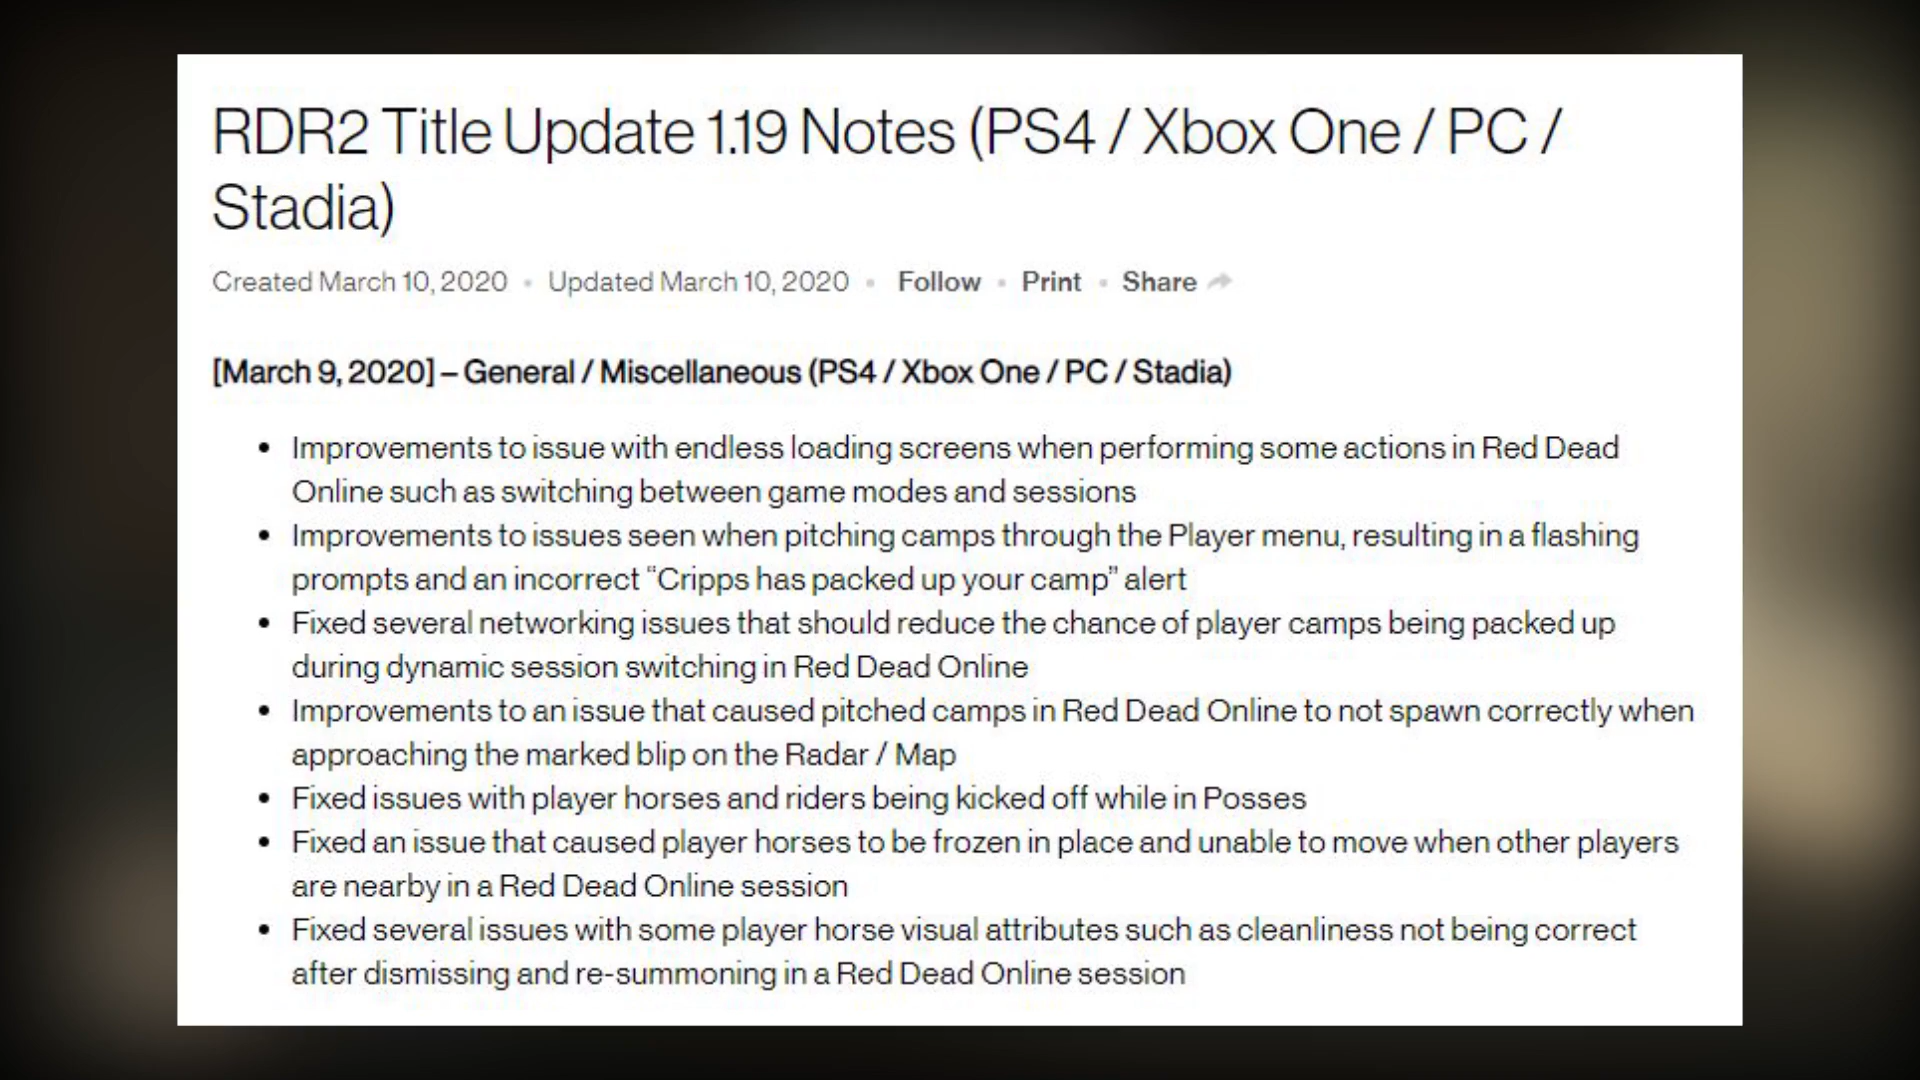 RDR2 Title Update 1.19 Notes (PS4 / Xbox One / PC /
Stadia)
Created March 10, 2020 • Updated March 10, 2020 • Follow • Print • Share
[March 9, 2020] – General / Miscellaneous (PS4 / Xbox One / PC / Stadia)
• Improvements to issue with endless loading screens when performing some actions in Red Dead
Online such as switching between game modes and sessions
• Improvements to issues seen when pitching camps through the Player menu, resulting in a flashing
prompts and an incorrect “Cripps has packed up your camp” alert
• Fixed several networking issues that should reduce the chance of player camps being packed up
during dynamic session switching in Red Dead Online
• Improvements to an issue that caused pitched camps in Red Dead Online to not spawn correctly when
approaching the marked blip on the Radar / Map
• Fixed issues with player horses and riders being kicked off while in Posses
• Fixed an issue that caused player horses to be frozen in place and unable to move when other players
are nearby in a Red Dead Online session
• Fixed several issues with some player horse visual attributes such as cleanliness not being correct
after dismissing and re-summoning in a Red Dead Online session